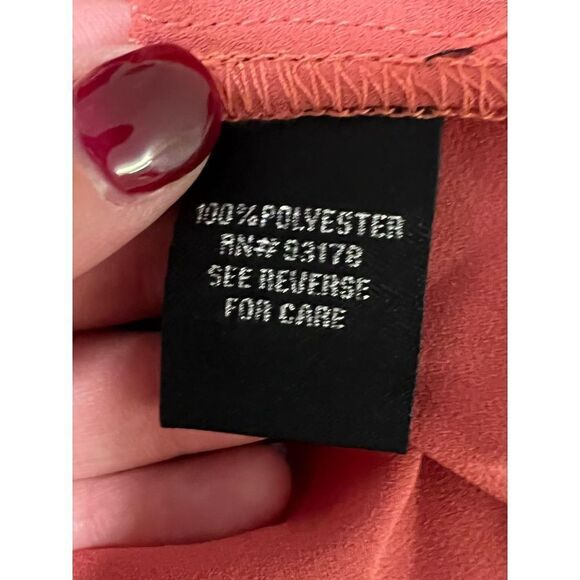 100% POLYESTER
RN# 93178
SEE REVERSE
FOR CARE